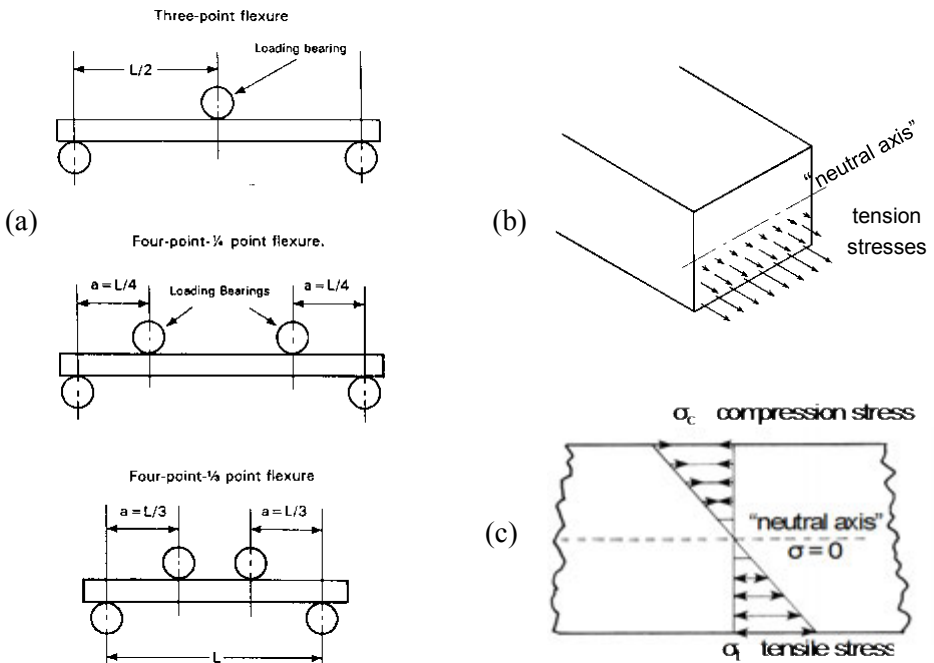 Three-point flexure
Loading bearing
L/2
(a)
Four-point-¼ point flexure.
a = L/4
Loading Bearings
a = L/4
Four-point-⅓ point flexure
a = L/3
a = L/3
L
(b)
“neutral axis”
tension
stresses
(c)
σc compression stress
“neutral axis”
σ = 0
σt tensile stress